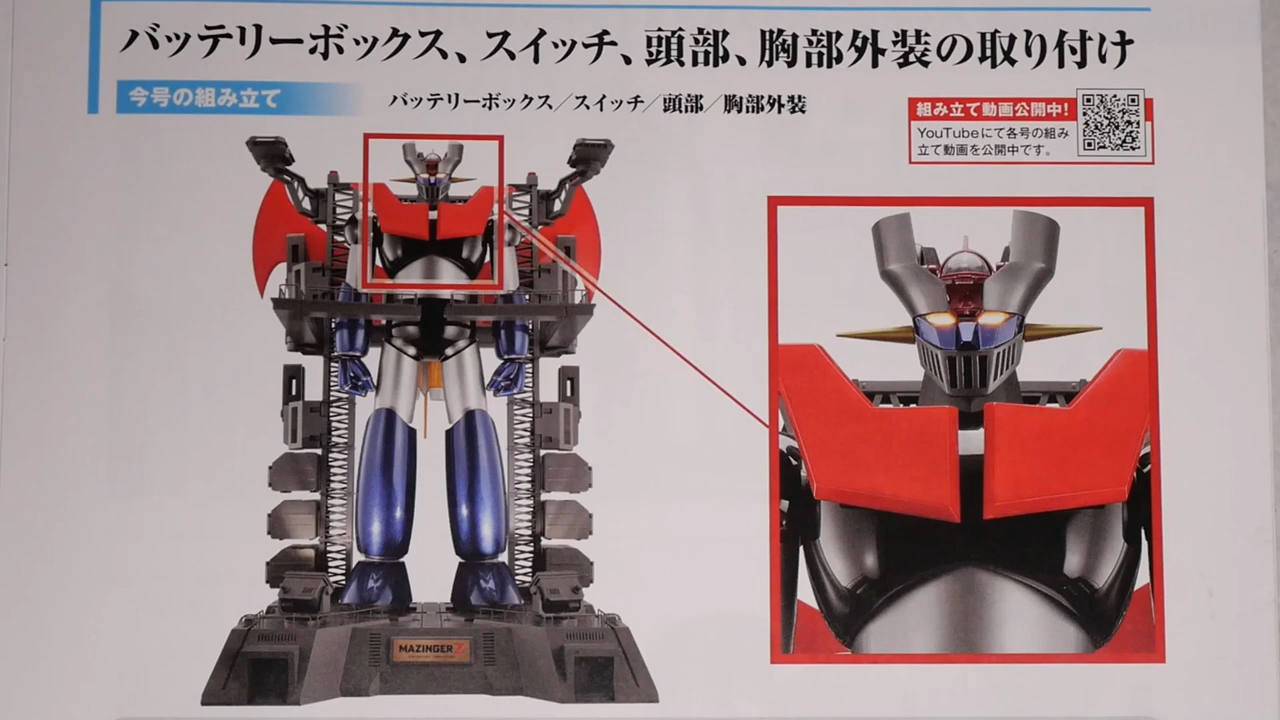 バッテリーボックス、スイッチ、頭部、胸部外装の取り付け
今号の組み立て
バッテリーボックス／スイッチ／頭部／胸部外装
組み立て動画公開中!
YouTubeにて各号の組み
立て動画を公開中です。
MAZINGER Z